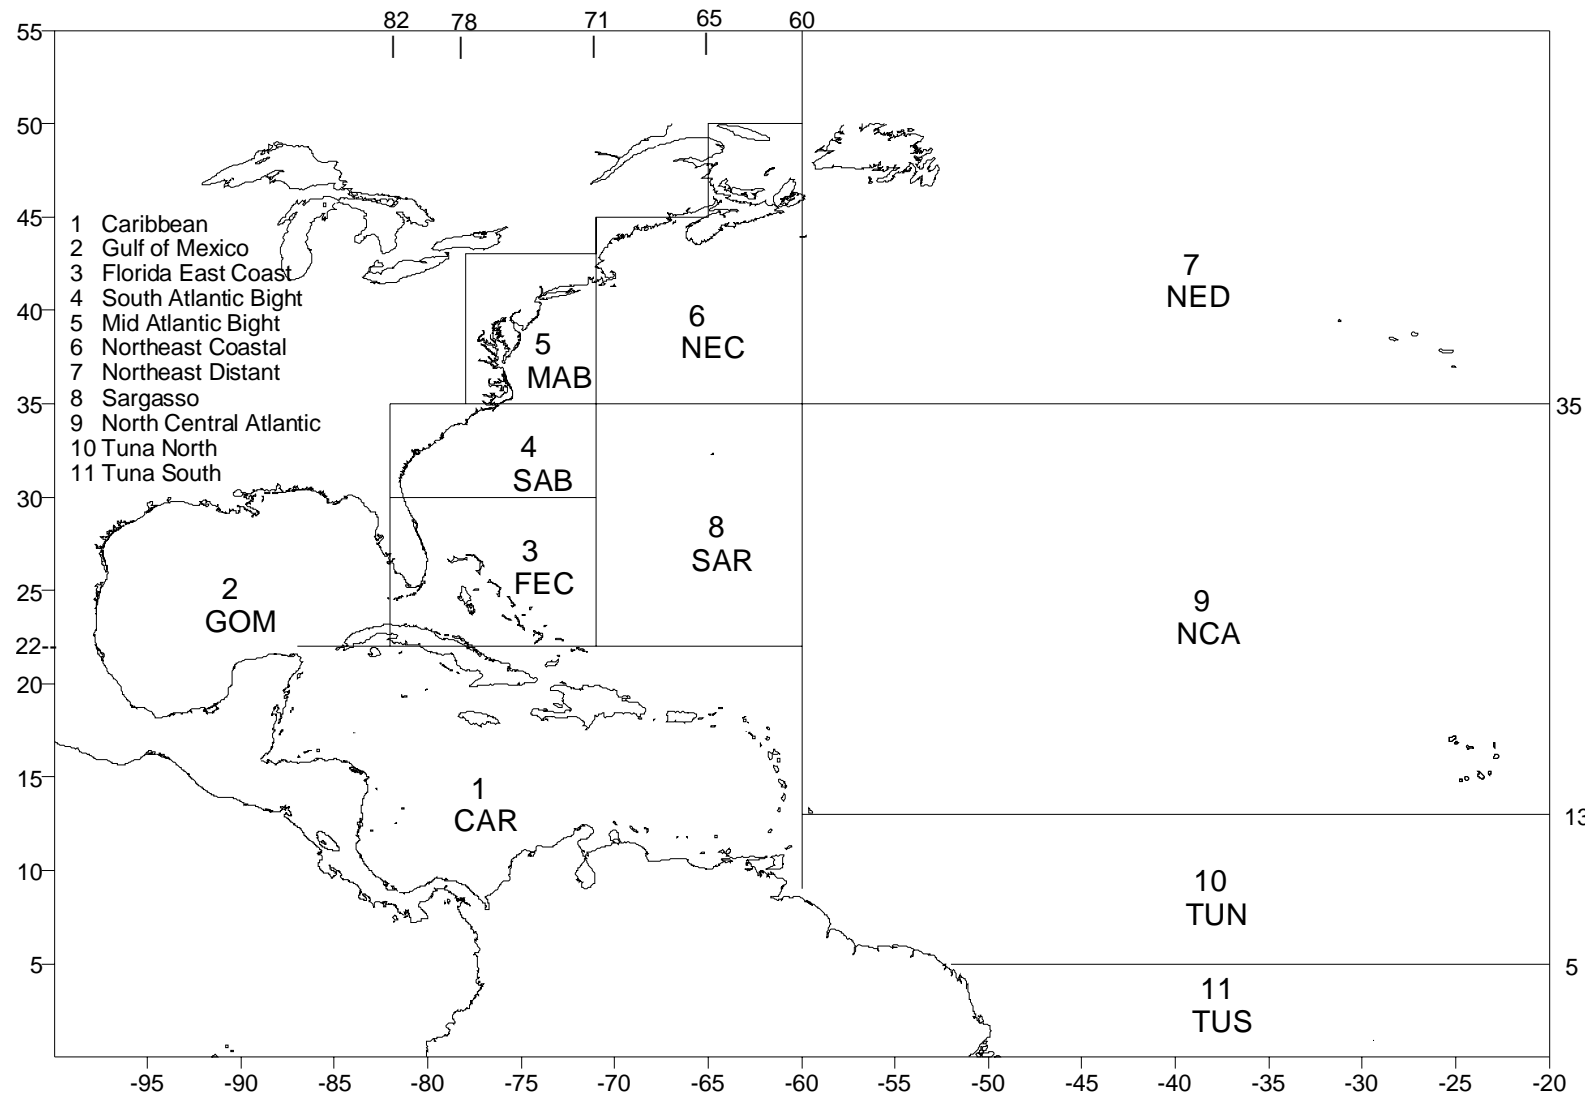 82 78 71 65 60
55
50
45
1 Caribbean
2 Gulf of Mexico
3 Florida East Coast
4 South Atlantic Bight
5 Mid Atlantic Bight
6 Northeast Coastal
7 Northeast Distant
8 Sargasso
9 North Central Atlantic
10 Tuna North
11 Tuna South
40
7
NED
6
NEC
5
MAB
35 35
4
SAB
30
8
SAR
3
FEC
25
2
GOM
9
NCA
22
20
15
1
CAR
13
10
10
TUN
5 5
11
TUS
-95 -90 -85 -80 -75 -70 -65 -60 -55 -50 -45 -40 -35 -30 -25 -20